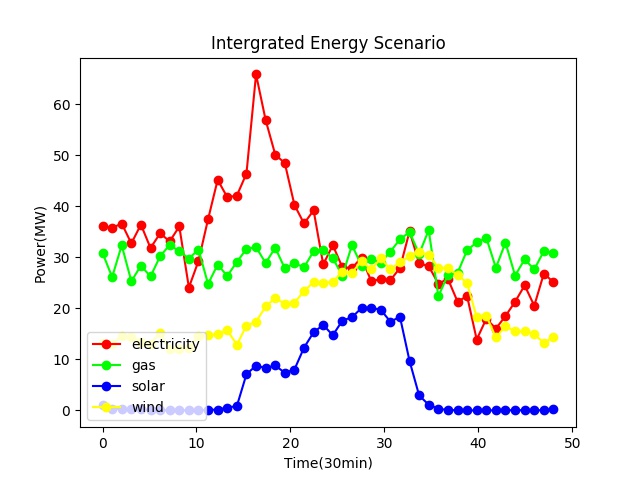 Intergrated Energy Scenario
Power(MW)
60
50
40
30
20
10
0
electricity
gas
solar
wind
0 10 20 30 40 50
Time(30min)